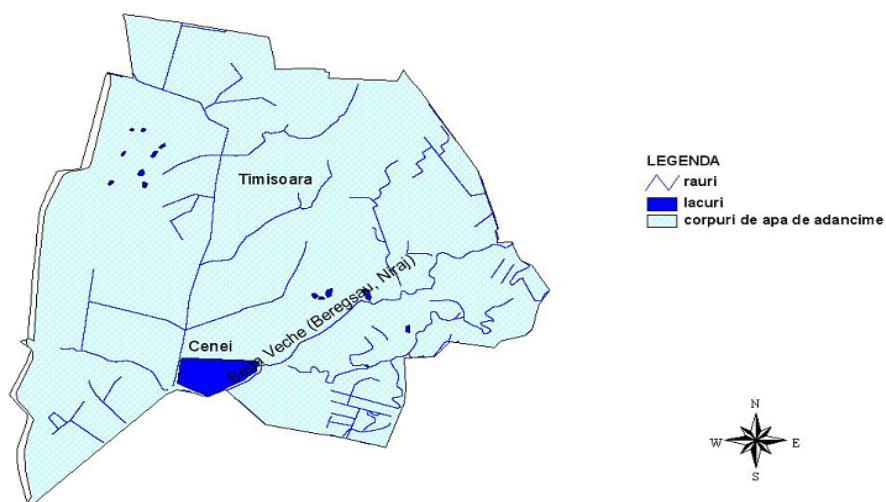 Timisoara
Cenei
Bega Veche (Beregsau, Niraj)
LEGENDA
rauri
lacuri
corpuri de apa de adancime
N
W
E
S